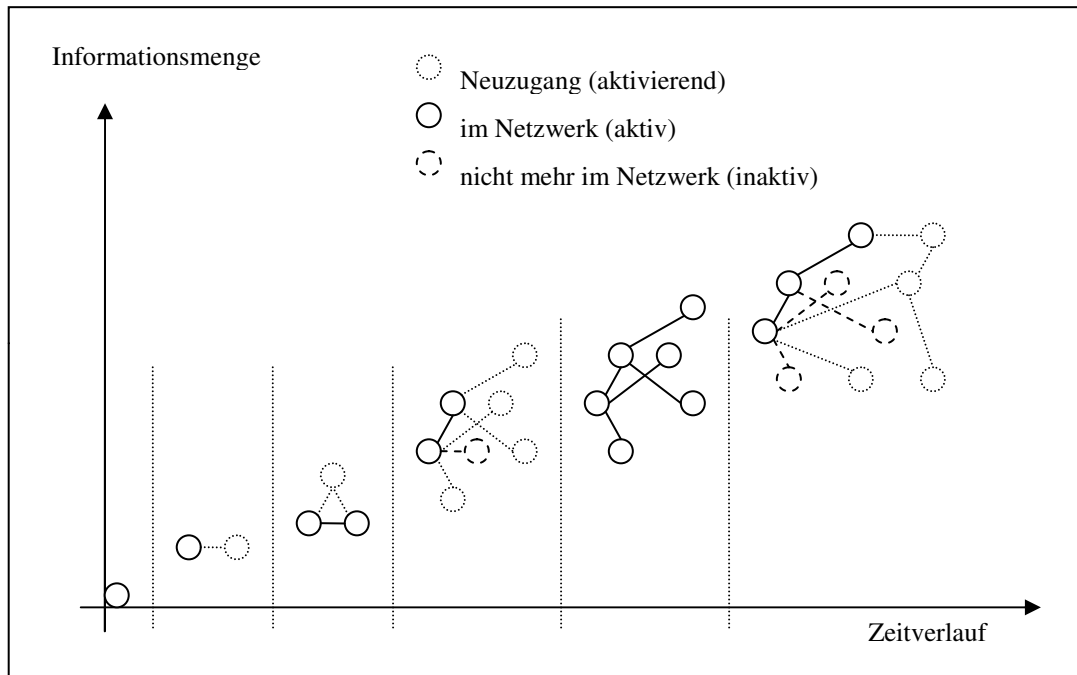 Informationsmenge
Neuzugang (aktivierend)
im Netzwerk (aktiv)
nicht mehr im Netzwerk (inaktiv)
Zeitverlauf